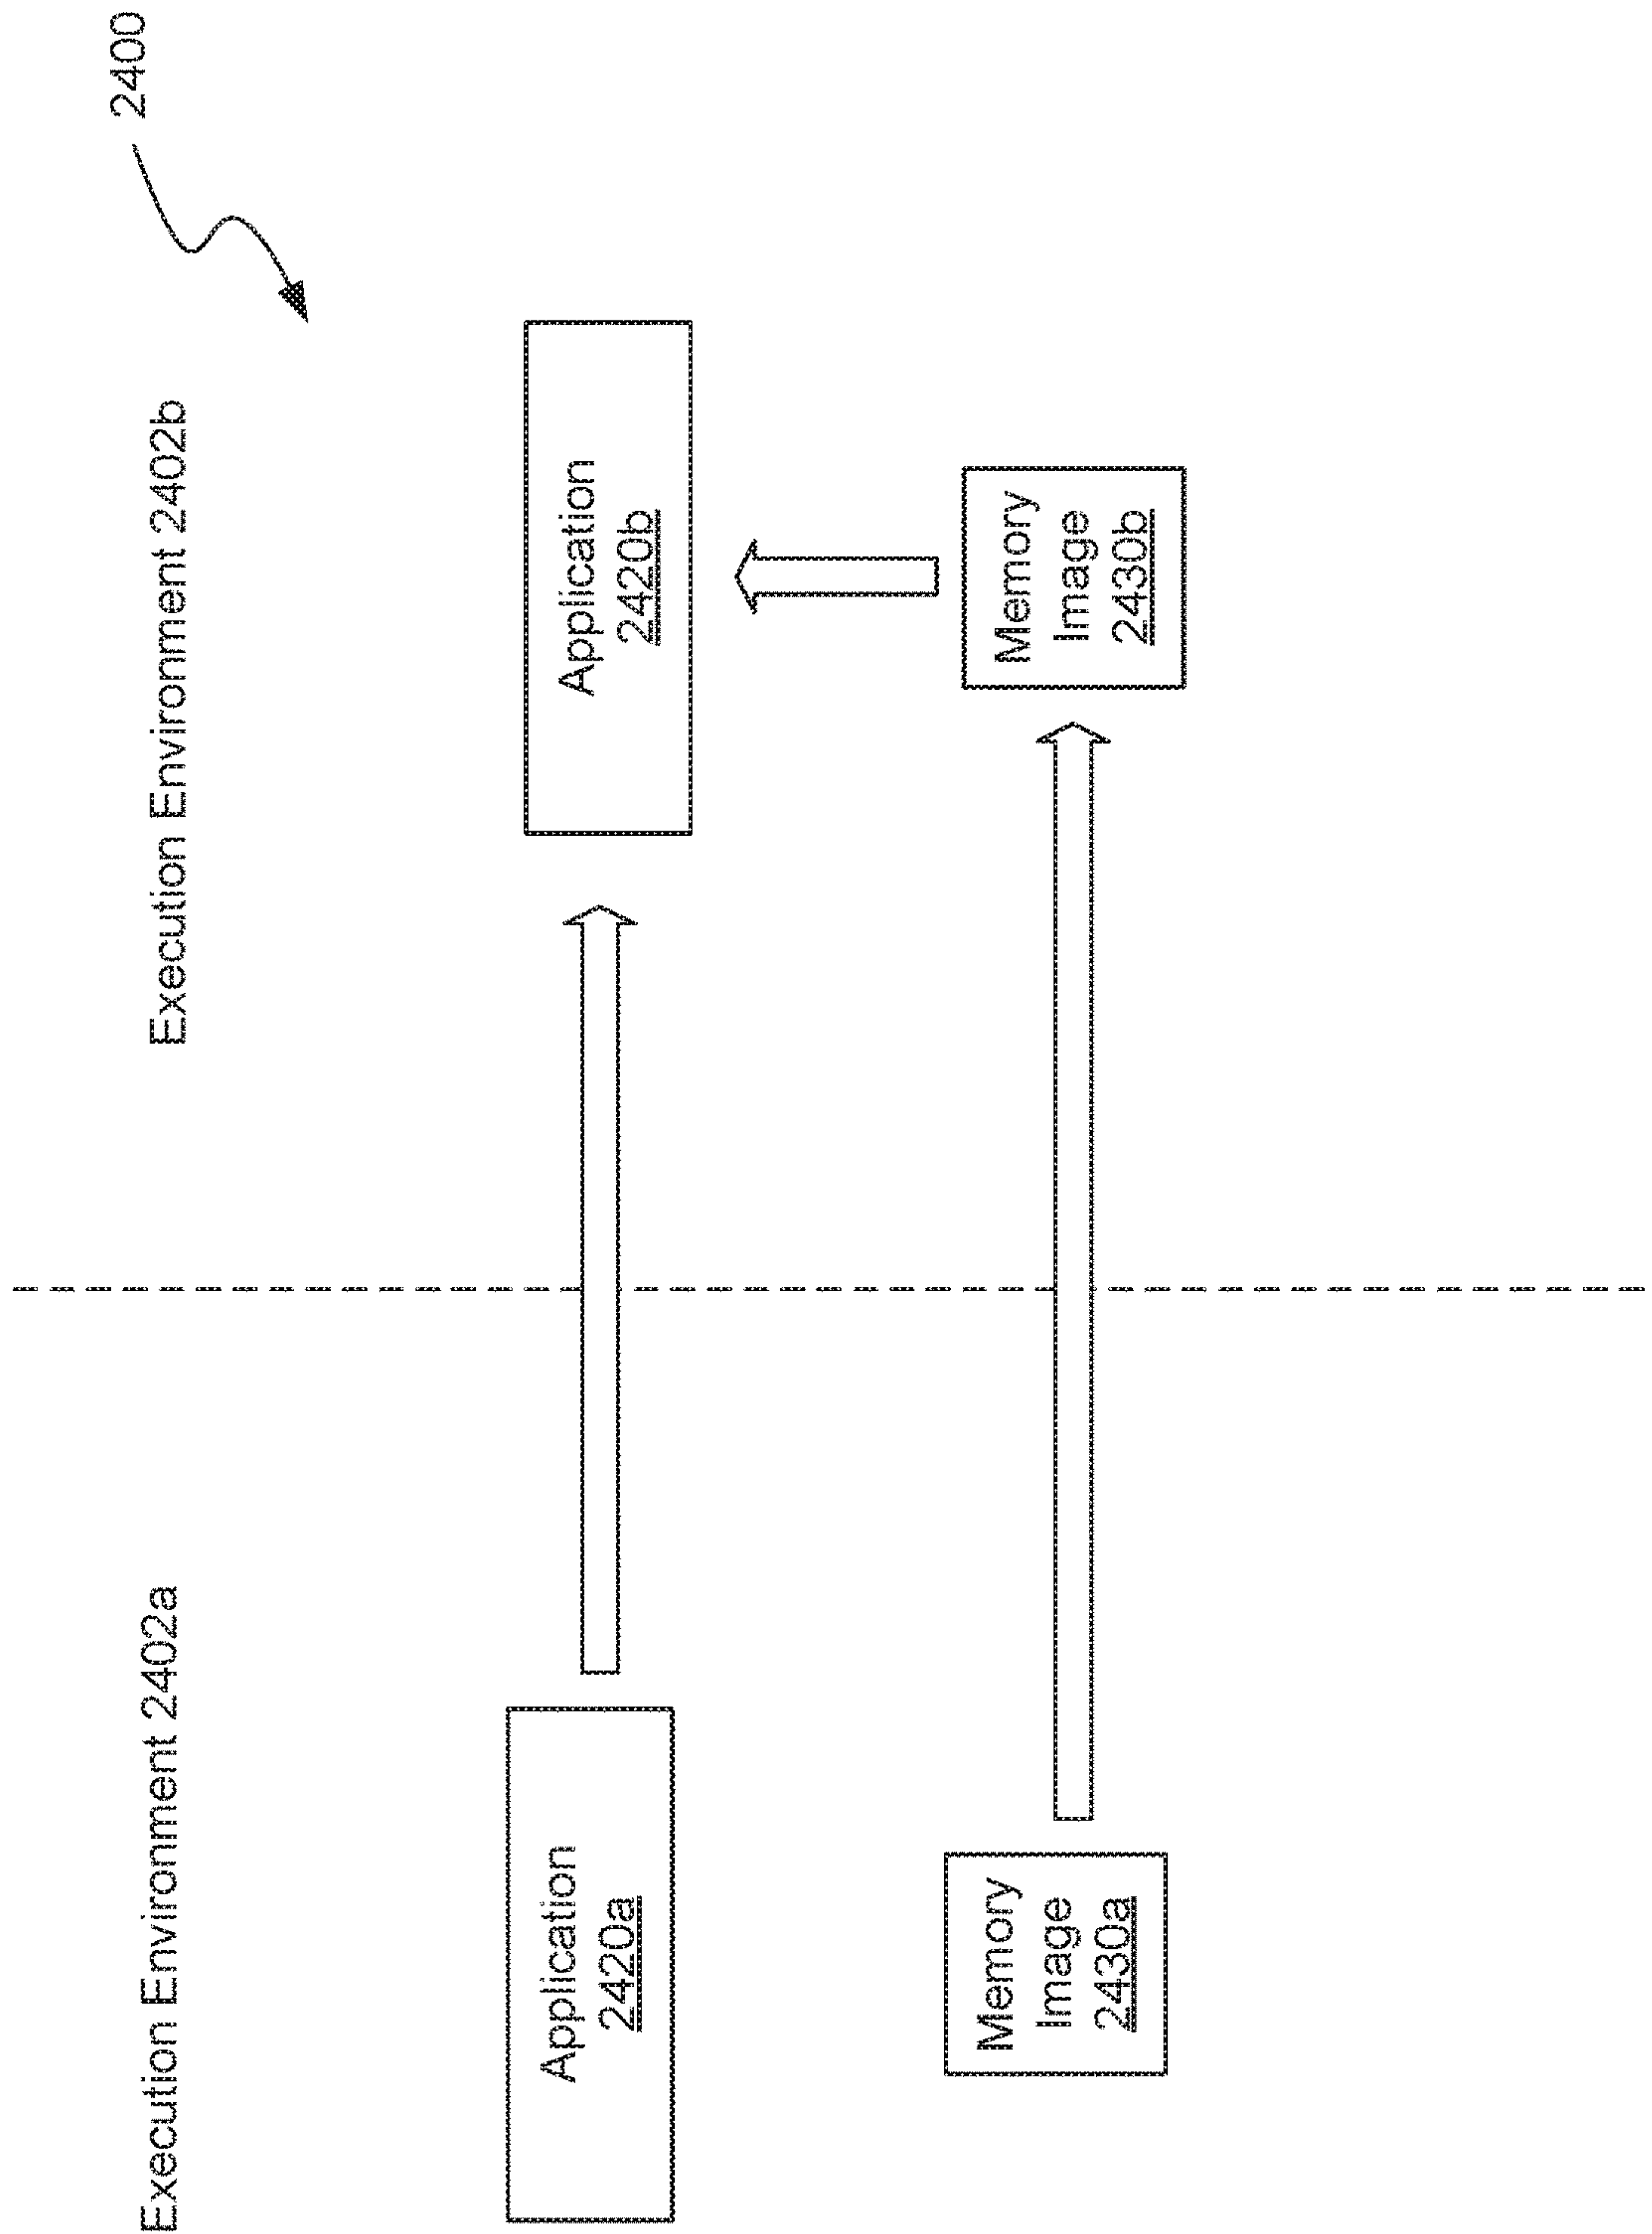 2400
Execution Environment 2402a
Execution Environment 2402b
Application
2420a
Application
2420b
Memory
Image
2430a
Memory
Image
2430b